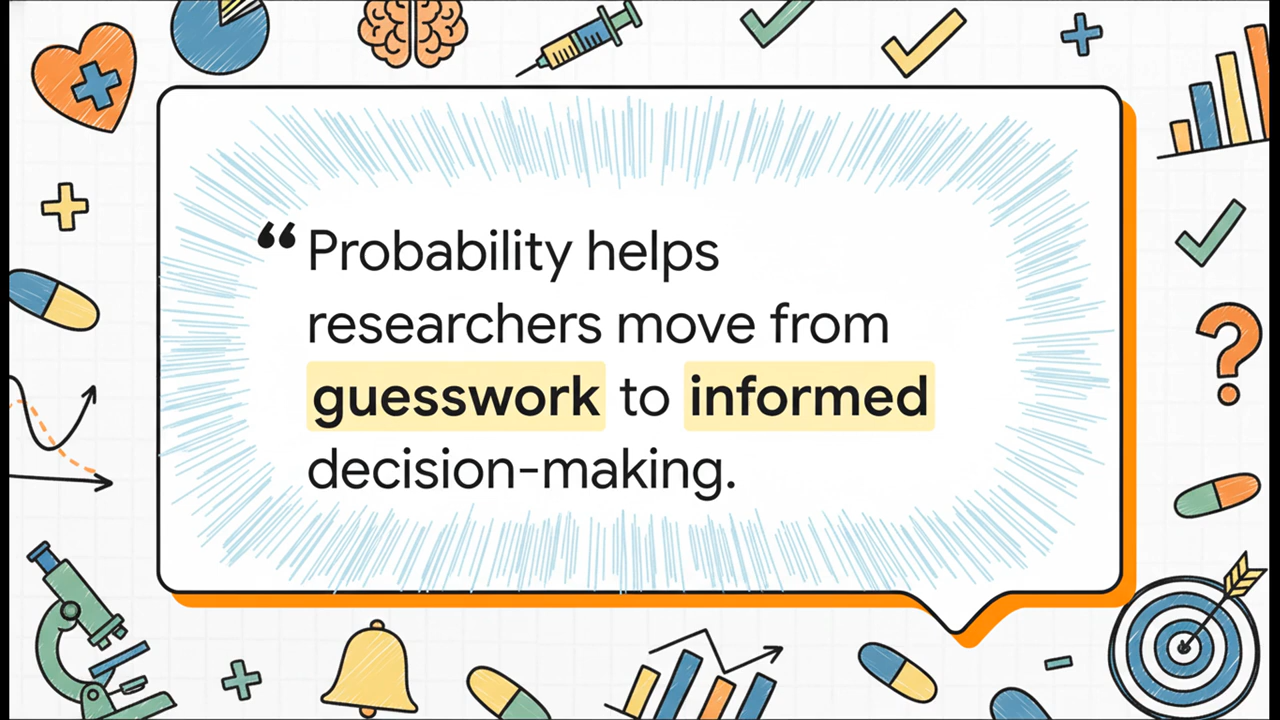 “Probability helps
researchers move from
guesswork to informed
decision-making.